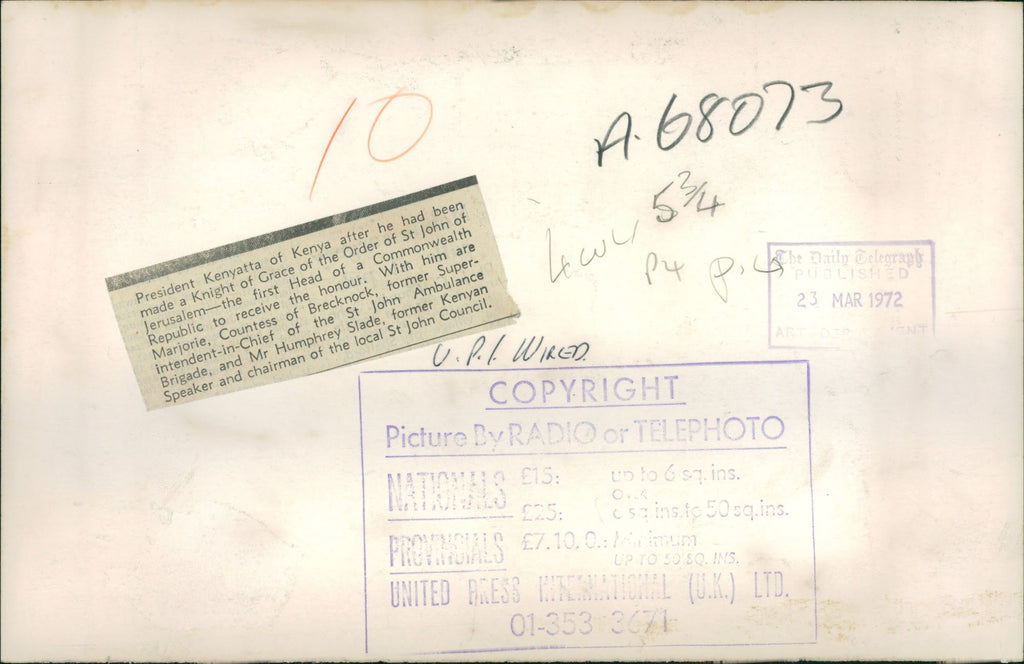 10
A.68073
5 3/4
P4 p.4
President Kenyatta of Kenya after he had been
made a Knight of Grace of the Order of St John of
Jerusalem—the first Head of a Commonwealth
Republic to receive the honour. With him are
Marjorie, Countess of Brecknock, former Super-
intendent-in-Chief of the St John Ambulance
Brigade, and Mr Humphrey Slade, former Kenyan
Speaker and chairman of the local St John Council.
The Daily Telegraph
PUBLISHED
23 MAR 1972
ART DEPARTMENT
U.P.I. WIRED.
COPYRIGHT
Picture By RADIO or TELEPHOTO
NATIONALS £15: up to 6 sq. ins.
£25: sq ins. to 50 sq. ins.
PROVINCIALS £7.10.0.: Minimum
UP TO 50 SQ. INS.
UNITED PRESS INTERNATIONAL (U.K.) LTD.
01-353 3671